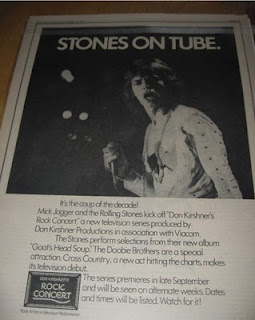 STONES ON TUBE.
It's the coup of the decade!
Mick Jagger and the Rolling Stones kick off "Don Kirshner's
Rock Concert," a new television series produced by
Don Kirshner Productions in association with Viacom.
The Stones perform selections from their new album
"Goat's Head Soup." The Doobie Brothers are a special
attraction. Cross Country, a new act hitting the charts, makes
its television debut.
The series premieres in late September
and will be seen on alternate weeks. Dates
and times will be listed. Watch for it!
DON KIRSHNER'S
ROCK
CONCERT